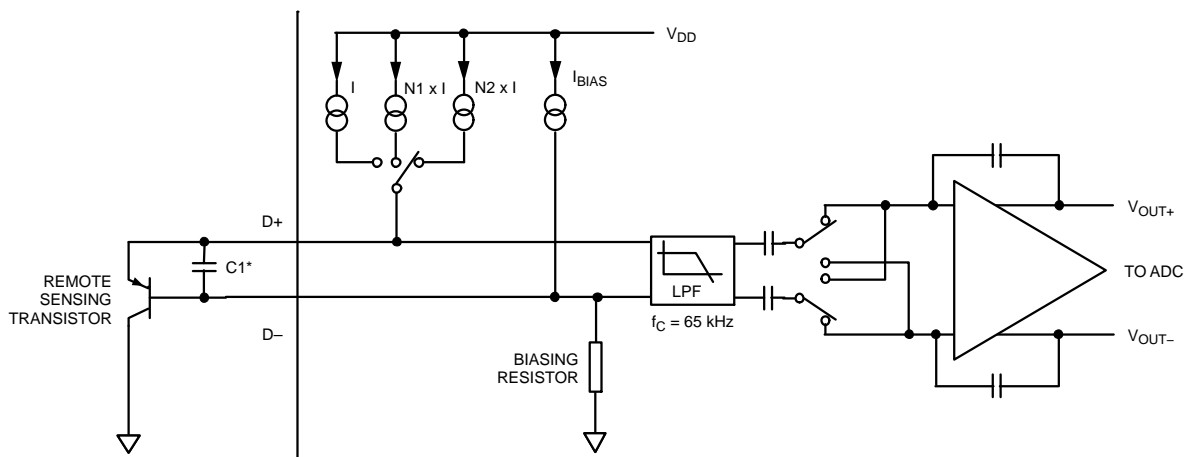 V_DD
I
N1 x I
N2 x I
I_BIAS
D+
C1*
REMOTE
SENSING
TRANSISTOR
D–
LPF
f_C = 65 kHz
BIASING
RESISTOR
V_OUT+
TO ADC
V_OUT–